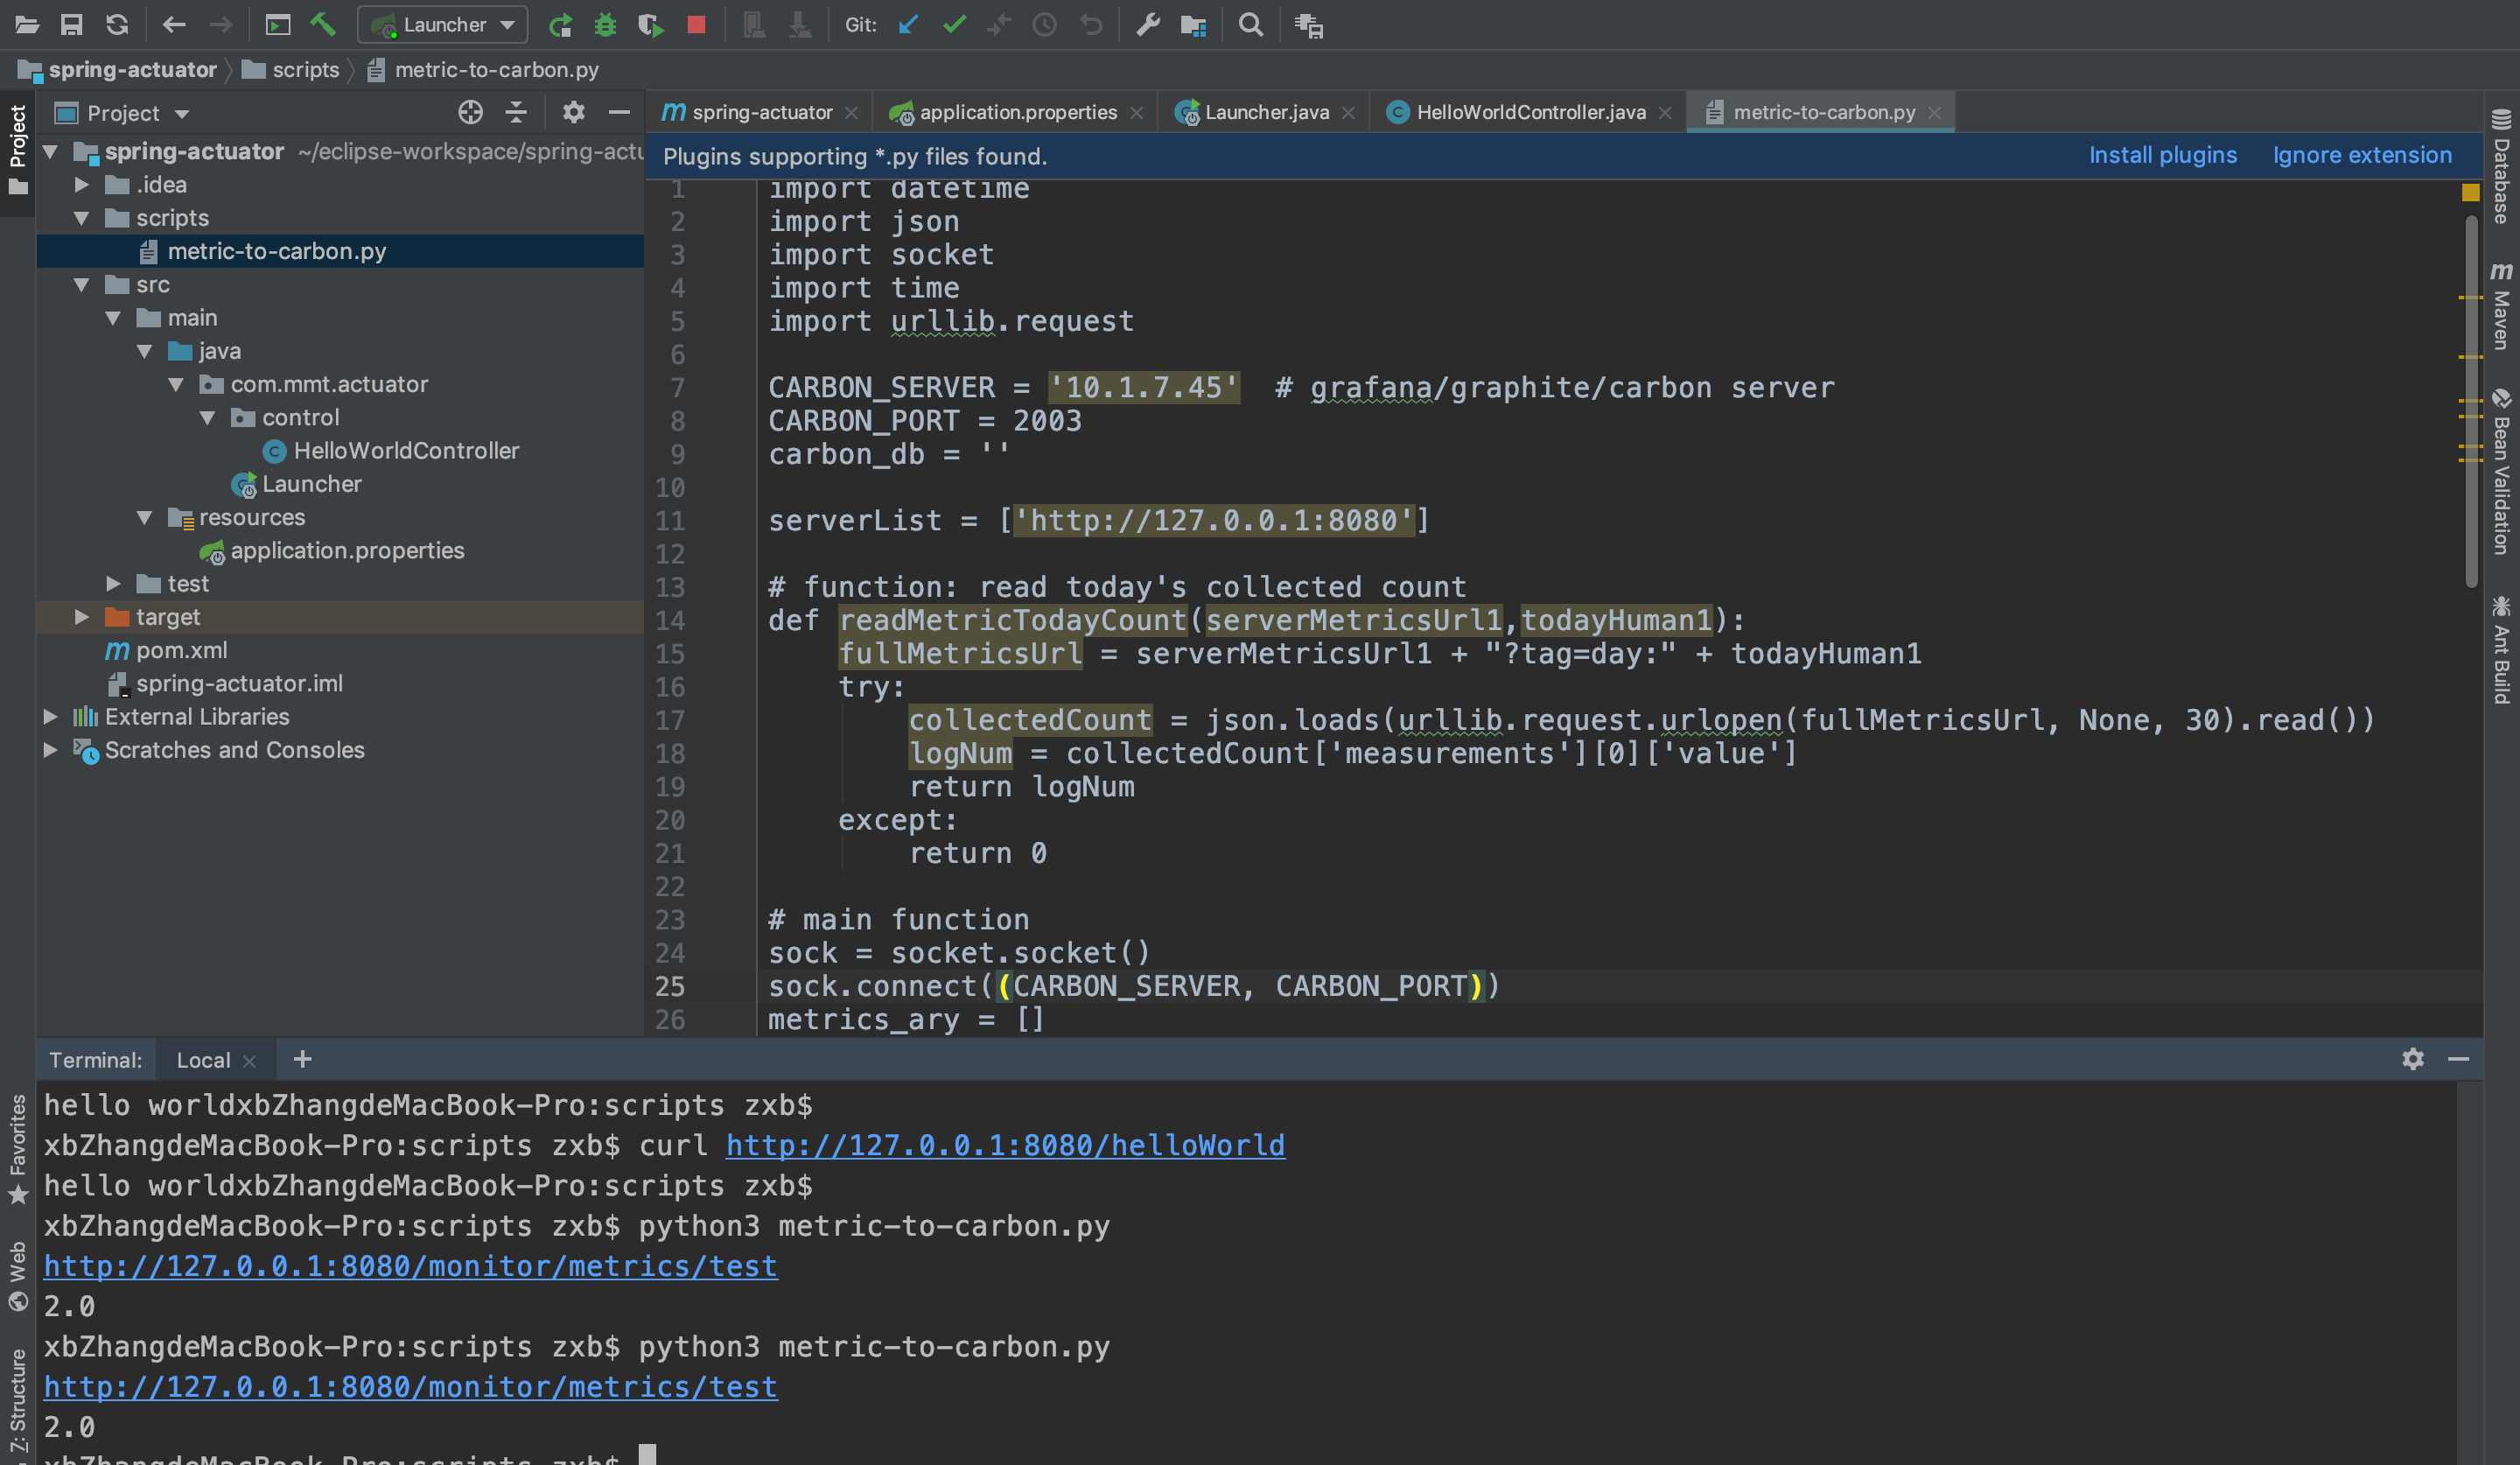 Launcher
Git:
spring-actuator
scripts
metric-to-carbon.py
Project
Project
spring-actuator ~/eclipse-workspace/spring-actu
.idea
scripts
metric-to-carbon.py
src
main
java
com.mmt.actuator
control
HelloWorldController
Launcher
resources
application.properties
test
target
pom.xml
spring-actuator.iml
External Libraries
Scratches and Consoles
spring-actuator
application.properties
Launcher.java
HelloWorldController.java
metric-to-carbon.py
Plugins supporting *.py files found.
Install plugins
Ignore extension
1 import datetime
2 import json
3 import socket
4 import time
5 import urllib.request
6
7 CARBON_SERVER = '10.1.7.45'  # grafana/graphite/carbon server
8 CARBON_PORT = 2003
9 carbon_db = ''
10
11 serverList = ['http://127.0.0.1:8080']
12
13 # function: read today's collected count
14 def readMetricTodayCount(serverMetricsUrl1,todayHuman1):
15     fullMetricsUrl = serverMetricsUrl1 + "?tag=day:" + todayHuman1
16     try:
17         collectedCount = json.loads(urllib.request.urlopen(fullMetricsUrl, None, 30).read())
18         logNum = collectedCount['measurements'][0]['value']
19         return logNum
20     except:
21         return 0
22
23 # main function
24 sock = socket.socket()
25 sock.connect((CARBON_SERVER, CARBON_PORT))
26 metrics_ary = []
Database
Maven
Bean Validation
Ant Build
Terminal:
Local
hello worldxbZhangdeMacBook-Pro:scripts zxb$
xbZhangdeMacBook-Pro:scripts zxb$ curl http://127.0.0.1:8080/helloWorld
hello worldxbZhangdeMacBook-Pro:scripts zxb$
xbZhangdeMacBook-Pro:scripts zxb$ python3 metric-to-carbon.py
http://127.0.0.1:8080/monitor/metrics/test
2.0
xbZhangdeMacBook-Pro:scripts zxb$ python3 metric-to-carbon.py
http://127.0.0.1:8080/monitor/metrics/test
2.0
xbZhangdeMacBook-Pro:scripts zxb$
Favorites
Web
Z: Structure